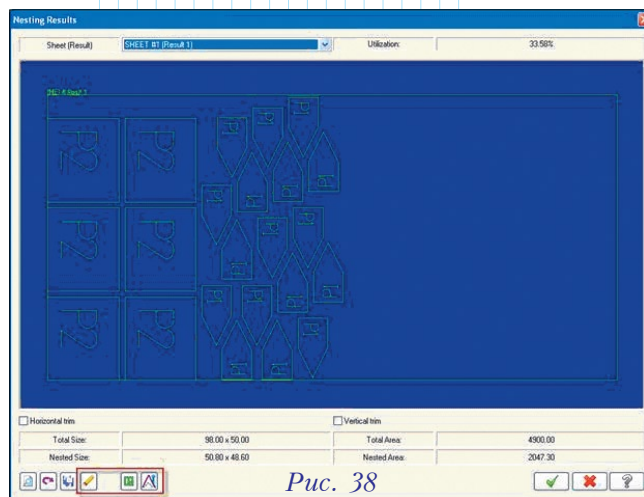 Nesting Results
Sheet (Result) SHEET #1 (Result 1) Utilization: 33.58%
P2 P2
P2 P2
P2 P2
Horizontal trim Vertical trim
Total Size: 98.00 x 50.00 Total Area: 4900.00
Nested Size: 50.80 x 48.60 Nested Area: 2047.30
Рис. 38